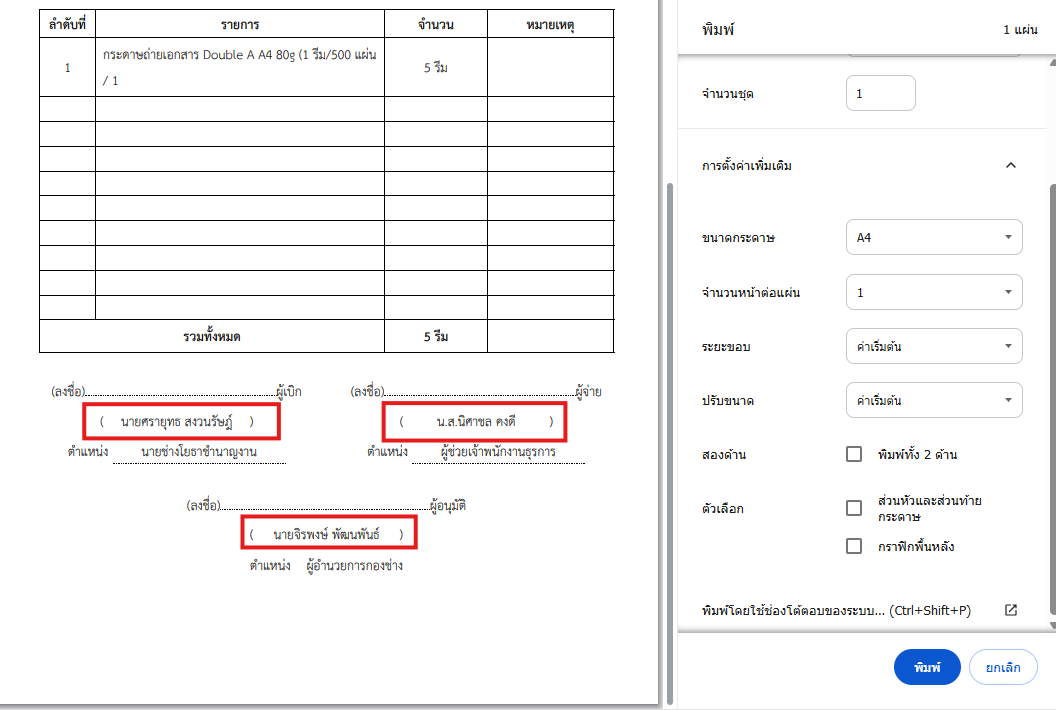 ลำดับที่ รายการ จำนวน หมายเหตุ
1 กระดาษถ่ายเอกสาร Double A A4 80g (1 รีม/500 แผ่น / 1 5 รีม
รวมทั้งหมด 5 รีม
(ลงชื่อ) ผู้เบิก (ลงชื่อ) ผู้จ่าย
( นายศรายุทธ สงวนรัษฎ์ ) ( น.ส.นิศาชล คงดี )
ตำแหน่ง นายช่างโยธาชำนาญงาน ตำแหน่ง ผู้ช่วยเจ้าพนักงานธุรการ
(ลงชื่อ) ผู้อนุมัติ
( นายจิรพงษ์ พัฒนพันธ์ )
ตำแหน่ง ผู้อำนวยการกองช่าง
พิมพ์ 1 แผ่น
จำนวนชุด 1
การตั้งค่าเพิ่มเติม
ขนาดกระดาษ A4
จำนวนหน้าต่อแผ่น 1
ระยะขอบ ค่าเริ่มต้น
ปรับขนาด ค่าเริ่มต้น
สองด้าน พิมพ์ทั้ง 2 ด้าน
ตัวเลือก ส่วนหัวและส่วนท้ายกระดาษ
กราฟิกพื้นหลัง
พิมพ์โดยใช้ช่องโต้ตอบของระบบ... (Ctrl+Shift+P)
พิมพ์ ยกเลิก